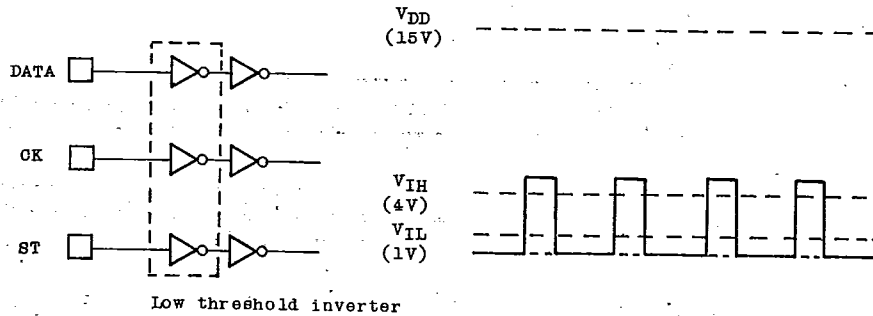 DATA
CK
ST
Low threshold inverter
VDD
(15V)
VIH
(4V)
VIL
(1V)